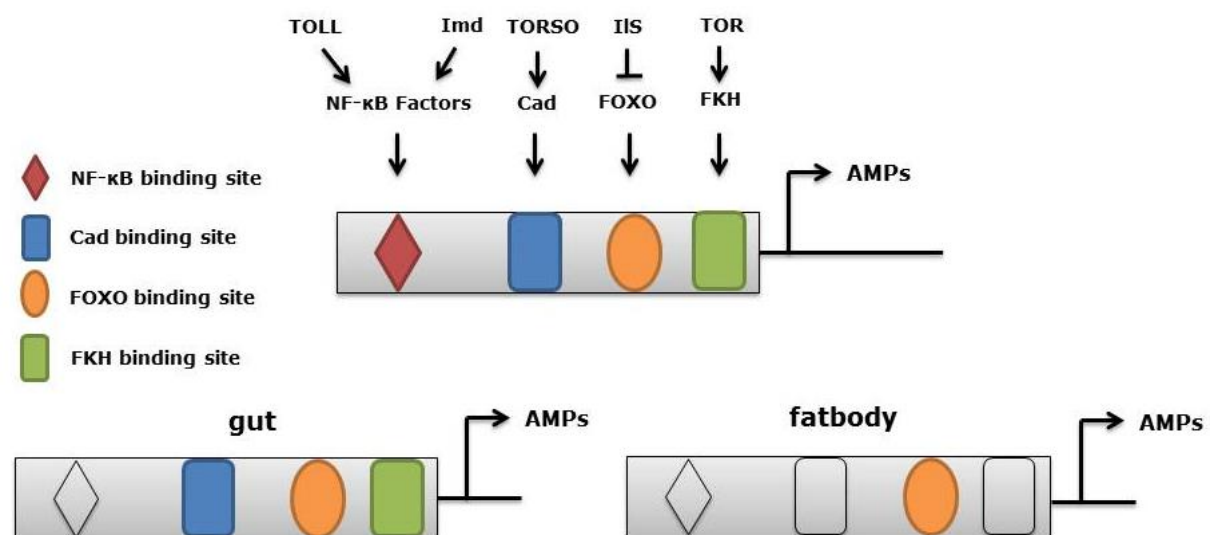 TOLL Imd TORSO IIS TOR
NF-κB Factors Cad FOXO FKH
AMPs
NF-κB binding site
Cad binding site
FOXO binding site
FKH binding site
gut
AMPs
fatbody
AMPs